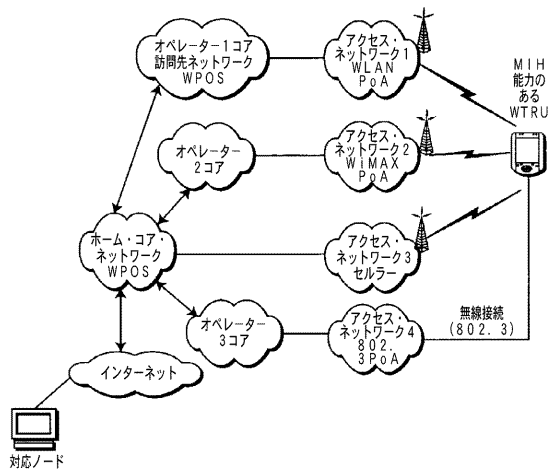 オペレーター1コア
訪問先ネットワーク
WPOS
アクセス・
ネットワーク1
WLAN
PoA
MIH
能力の
ある
WTRU
オペレーター
2コア
アクセス・
ネットワーク2
WiMAX
PoA
ホーム・コア・
ネットワーク
WPOS
アクセス・
ネットワーク3
セルラー
オペレーター
3コア
アクセス・
ネットワーク4
802.
3PoA
無線接続
(802.3)
インターネット
対応ノード